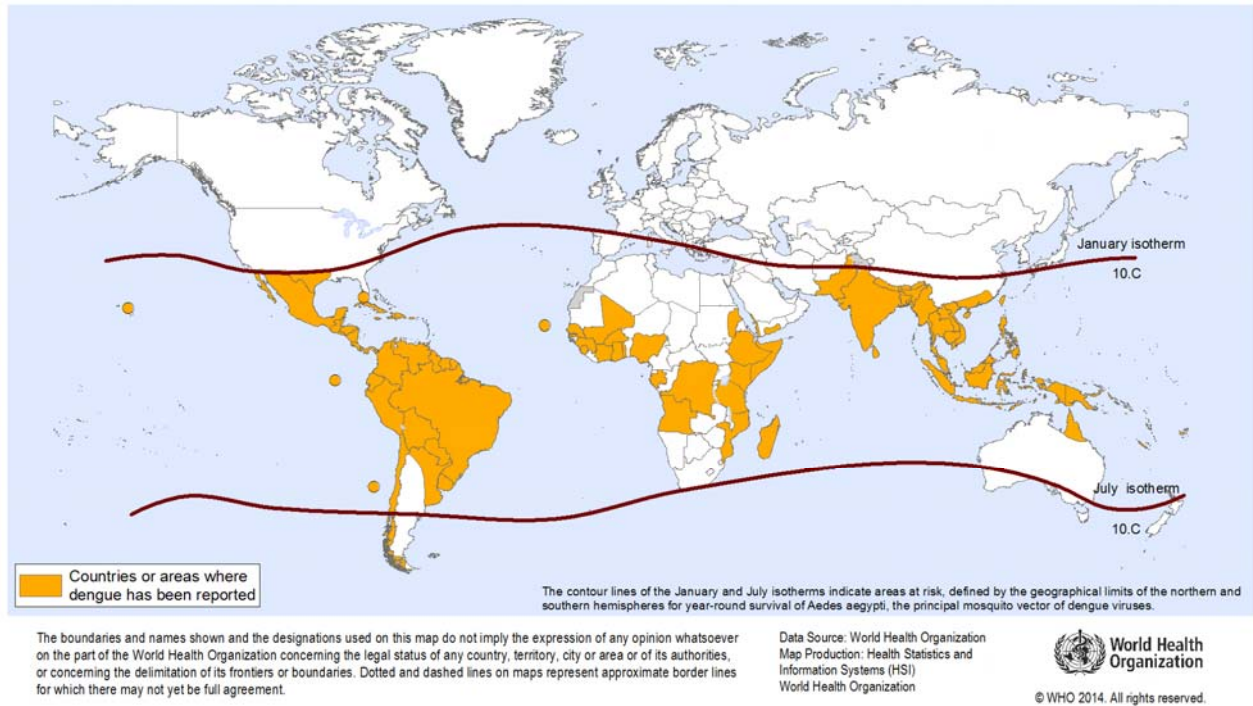 January isotherm
10.C
July isotherm
10.C
Countries or areas where
dengue has been reported
The contour lines of the January and July isotherms indicate areas at risk, defined by the geographical limits of the northern and
southern hemispheres for year-round survival of Aedes aegypti, the principal mosquito vector of dengue viruses.
The boundaries and names shown and the designations used on this map do not imply the expression of any opinion whatsoever
on the part of the World Health Organization concerning the legal status of any country, territory, city or area or of its authorities,
or concerning the delimitation of its frontiers or boundaries. Dotted and dashed lines on maps represent approximate border lines
for which there may not yet be full agreement.
Data Source: World Health Organization
Map Production: Health Statistics and
Information Systems (HSI)
World Health Organization
World Health
Organization
© WHO 2014. All rights reserved.